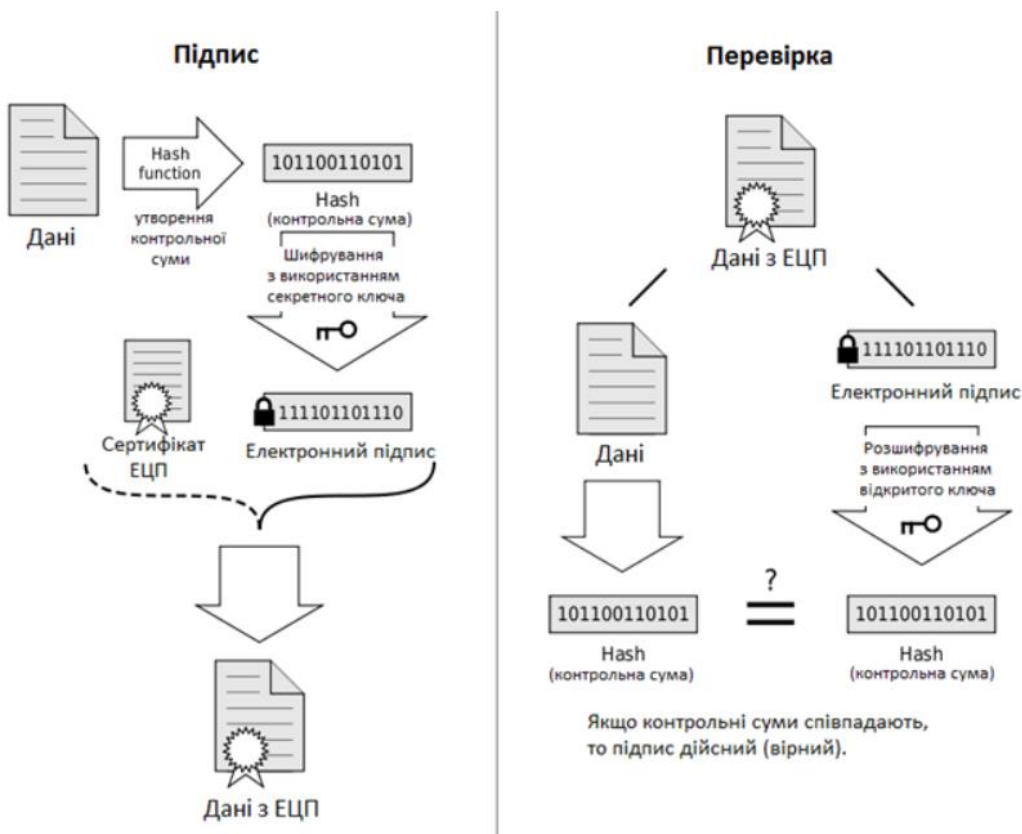 Підпис
Hash
function
утворення
контрольної
суми
Дані
101100110101
Hash
(контрольна сума)
Шифрування
з використанням
секретного ключа
Сертифікат
ЕЦП
111101101110
Електронний підпис
Дані з ЕЦП
Перевірка
Дані з ЕЦП
Дані
111101101110
Електронний підпис
Розшифрування
з використанням
відкритого ключа
101100110101
Hash
(контрольна сума)
?
=
101100110101
Hash
(контрольна сума)
Якщо контрольні суми співпадають,
то підпис дійсний (вірний).